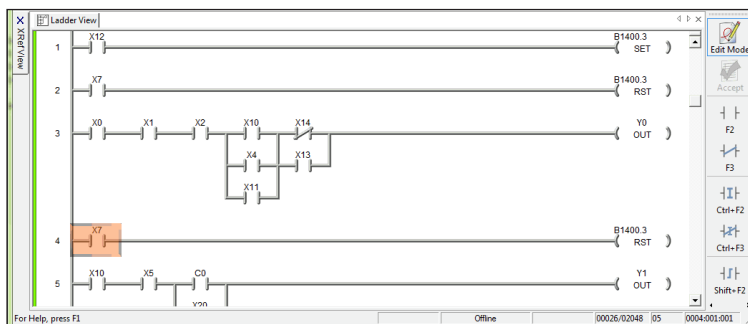 XRef View
Ladder View
1 X12 B1400.3 SET
2 X7 B1400.3 RST
3 X0 X1 X2 X10 X14 Y0 OUT
X4 X13
X11
4 X7 B1400.3 RST
5 X10 X5 C0 Y1 OUT
X20
Edit Mode
Accept
F2
F3
Ctrl+F2
Ctrl+F3
Shift+F2
For Help, press F1 Offline 00026/02048 05 0004:001:001